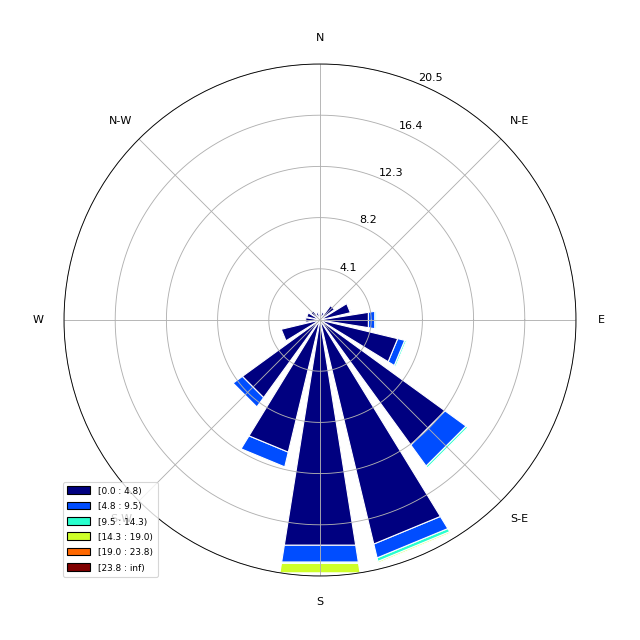 N
20.5
N-W
N-E
16.4
12.3
8.2
4.1
W
E
[0.0 : 4.8)
[4.8 : 9.5)
[9.5 : 14.3)
[14.3 : 19.0)
[19.0 : 23.8)
[23.8 : inf)
S-W
S-E
S